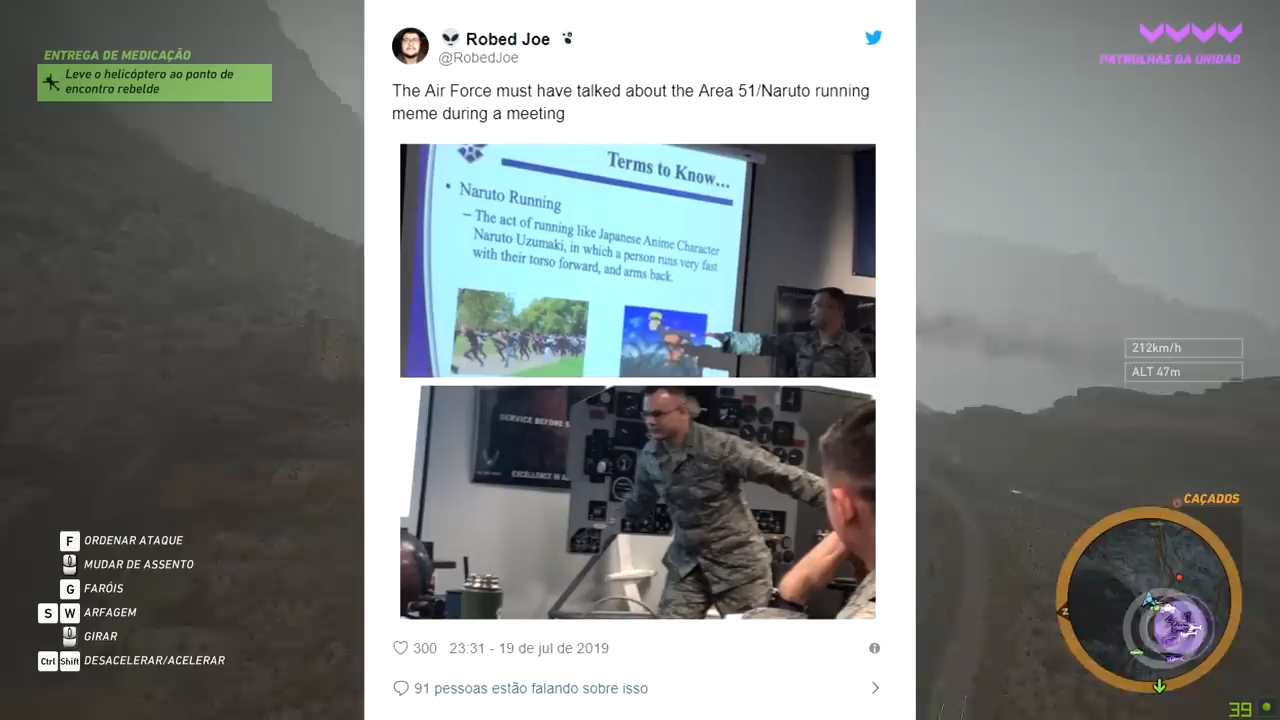 ENTREGA DE MEDICAÇÃO
Leve o helicóptero ao ponto de
encontro rebelde
Robed Joe
@RobedJoe
The Air Force must have talked about the Area 51/Naruto running
meme during a meeting
Terms to Know...
• Naruto Running
– The act of running like Japanese Anime Character
Naruto Uzumaki, in which a person runs very fast
with their torso forward, and arms back.
SERVICE BEFORE S
EXCELLENCE IN A
300 23:31 - 19 de jul de 2019
91 pessoas estão falando sobre isso
PATRULHAS DA UNIDAD
212km/h
ALT 47m
CAÇADOS
F ORDENAR ATAQUE
MUDAR DE ASSENTO
G FARÓIS
S W ARFAGEM
GIRAR
Ctrl Shift DESACELERAR/ACELERAR
Z
39